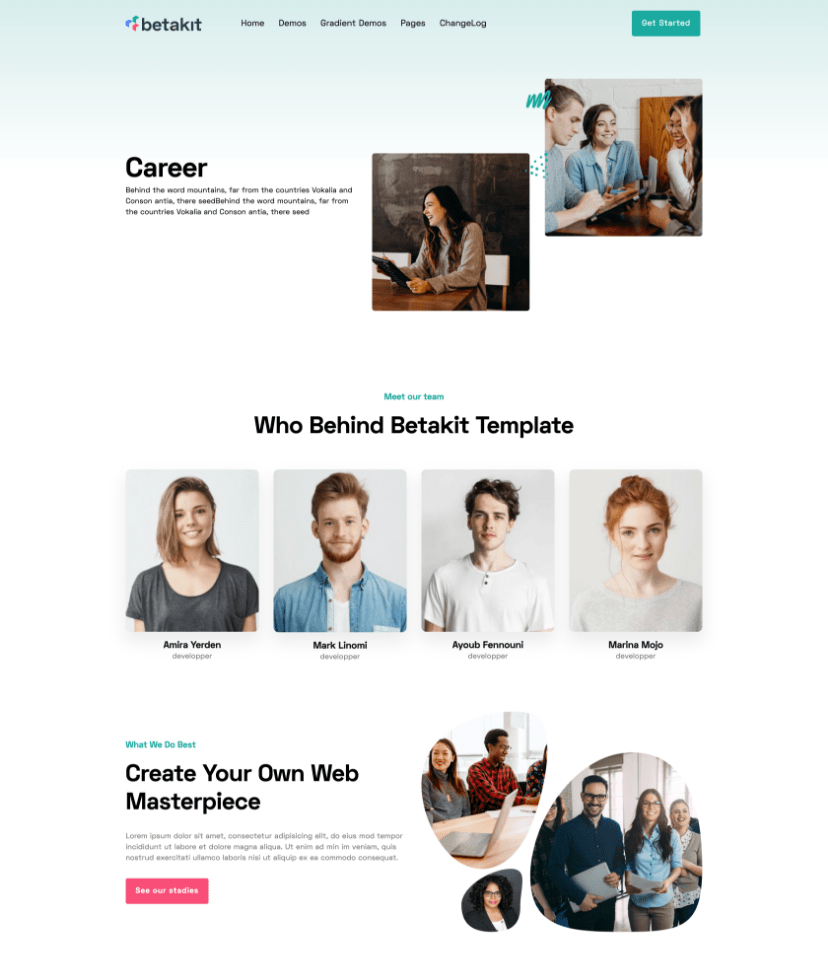 betakit
Home
Demos
Gradient Demos
Pages
ChangeLog
Get Started
Career
Behind the word mountains, far from the countries Vokalia and
Conson antia, there seedBehind the word mountains, far from
the countries Vokalia and Conson antia, there seed
Meet our team
Who Behind Betakit Template
Amira Yerden
developper
Mark Linomi
developper
Ayoub Fennouni
developper
Marina Mojo
developper
What We Do Best
Create Your Own Web
Masterpiece
Lorem ipsum dolor sit amet, consectetur adipisicing elit, do eius mod tempor
incididunt ut labore et dolore magna aliqua. Ut enim ad min im veniam, quis
nostrud exercitati ullamco laboris nisi ut aliquip ex ea commodo consequat.
See our stadies